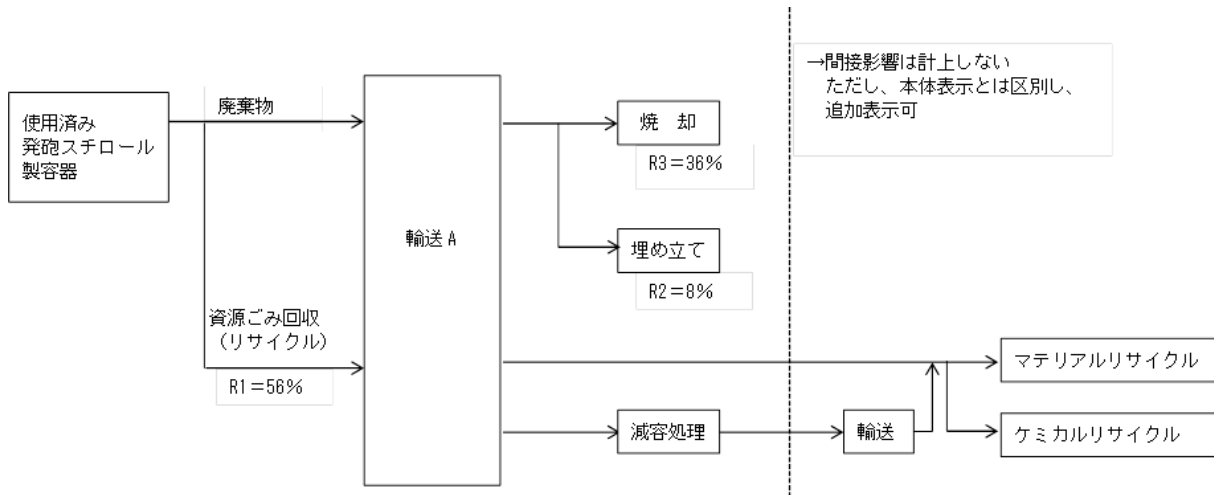 使用済み
発砲スチロール
製容器
廃棄物
資源ごみ回収
(リサイクル)
R1=56%
輸送A
焼 却
R3=36%
埋め立て
R2=8%
減容処理
→間接影響は計上しない
ただし、本体表示とは区別し、
追加表示可
輸送
マテリアルリサイクル
ケミカルリサイクル